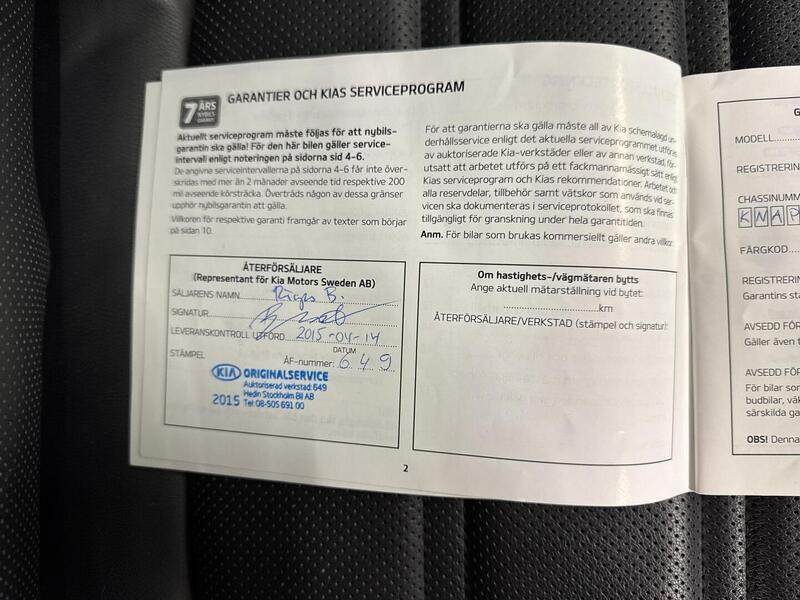 7 ÅRS
NYBILS
GARANTI
GARANTIER OCH KIAS SERVICEPROGRAM
Aktuellt serviceprogram måste följas för att nybils-
garantin ska gälla! För den här bilen gäller service-
intervall enligt noteringen på sidorna sid 4-6.
De angivna serviceintervallerna på sidorna 4-6 får inte över-
skridas med mer än 2 månader avseende tid respektive 200
mil avseende körsträcka. Överträds någon av dessa gränser
upphör nybilsgarantin att gälla.
Villkoren för respektive garanti framgår av texter som börjar
på sidan 10.
För att garantierna ska gälla måste all av Kia schemalagd un-
derhållsservice enligt det aktuella serviceprogrammet utföras
av auktoriserade Kia-verkstäder eller av annan verkstad, för-
utsatt att arbetet utförs på ett fackmannamässigt sätt enligt
Kias serviceprogram och Kias rekommendationer. Arbetet och
alla reservdelar, tillbehör samt vätskor som används vid ser-
vicen ska dokumenteras i serviceprotokollet, som ska finnas
tillgängligt för granskning under hela garantitiden.
Anm. För bilar som brukas kommersiellt gäller andra villkor.
ÅTERFÖRSÄLJARE
(Representant för Kia Motors Sweden AB)
SÄLJARENS NAMN B.
SIGNATUR
LEVERANSKONTROLL UTFÖRD 2015-04-14
DATUM
STÄMPEL ÅF-nummer: 6 4 9
KIA ORIGINALSERVICE
Auktoriserad verkstad: 649
Hedin Stockholm Bil AB
2015 Tel: 08-505 691 00
Om hastighets-/vägmätaren bytts
Ange aktuell mätarställning vid bytet:
km
ÅTERFÖRSÄLJARE/VERKSTAD (stämpel och signatur):
2
G
MODELL
REGISTRERIN
CHASSINUMM
KNAP
FÄRGKOD
REGISTRERIN
Garantins sta
AVSEDD FÖ
Gäller även t
AVSEDD FÖR
För bilar som
budbilar, väk
särskilda ga
OBS! Denna